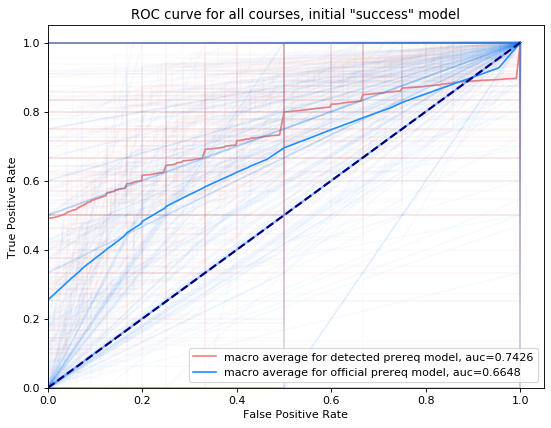 ROC curve for all courses, initial "success" model
1.0
0.8
0.6
0.4
0.2
0.0
True Positive Rate
macro average for detected prereq model, auc=0.7426
macro average for official prereq model, auc=0.6648
0.0 0.2 0.4 0.6 0.8 1.0
False Positive Rate